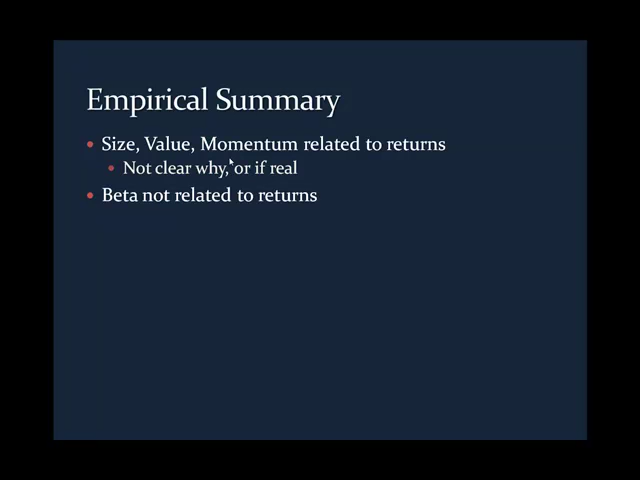 Empirical Summary
Size, Value, Momentum related to returns
Not clear why, or if real
Beta not related to returns